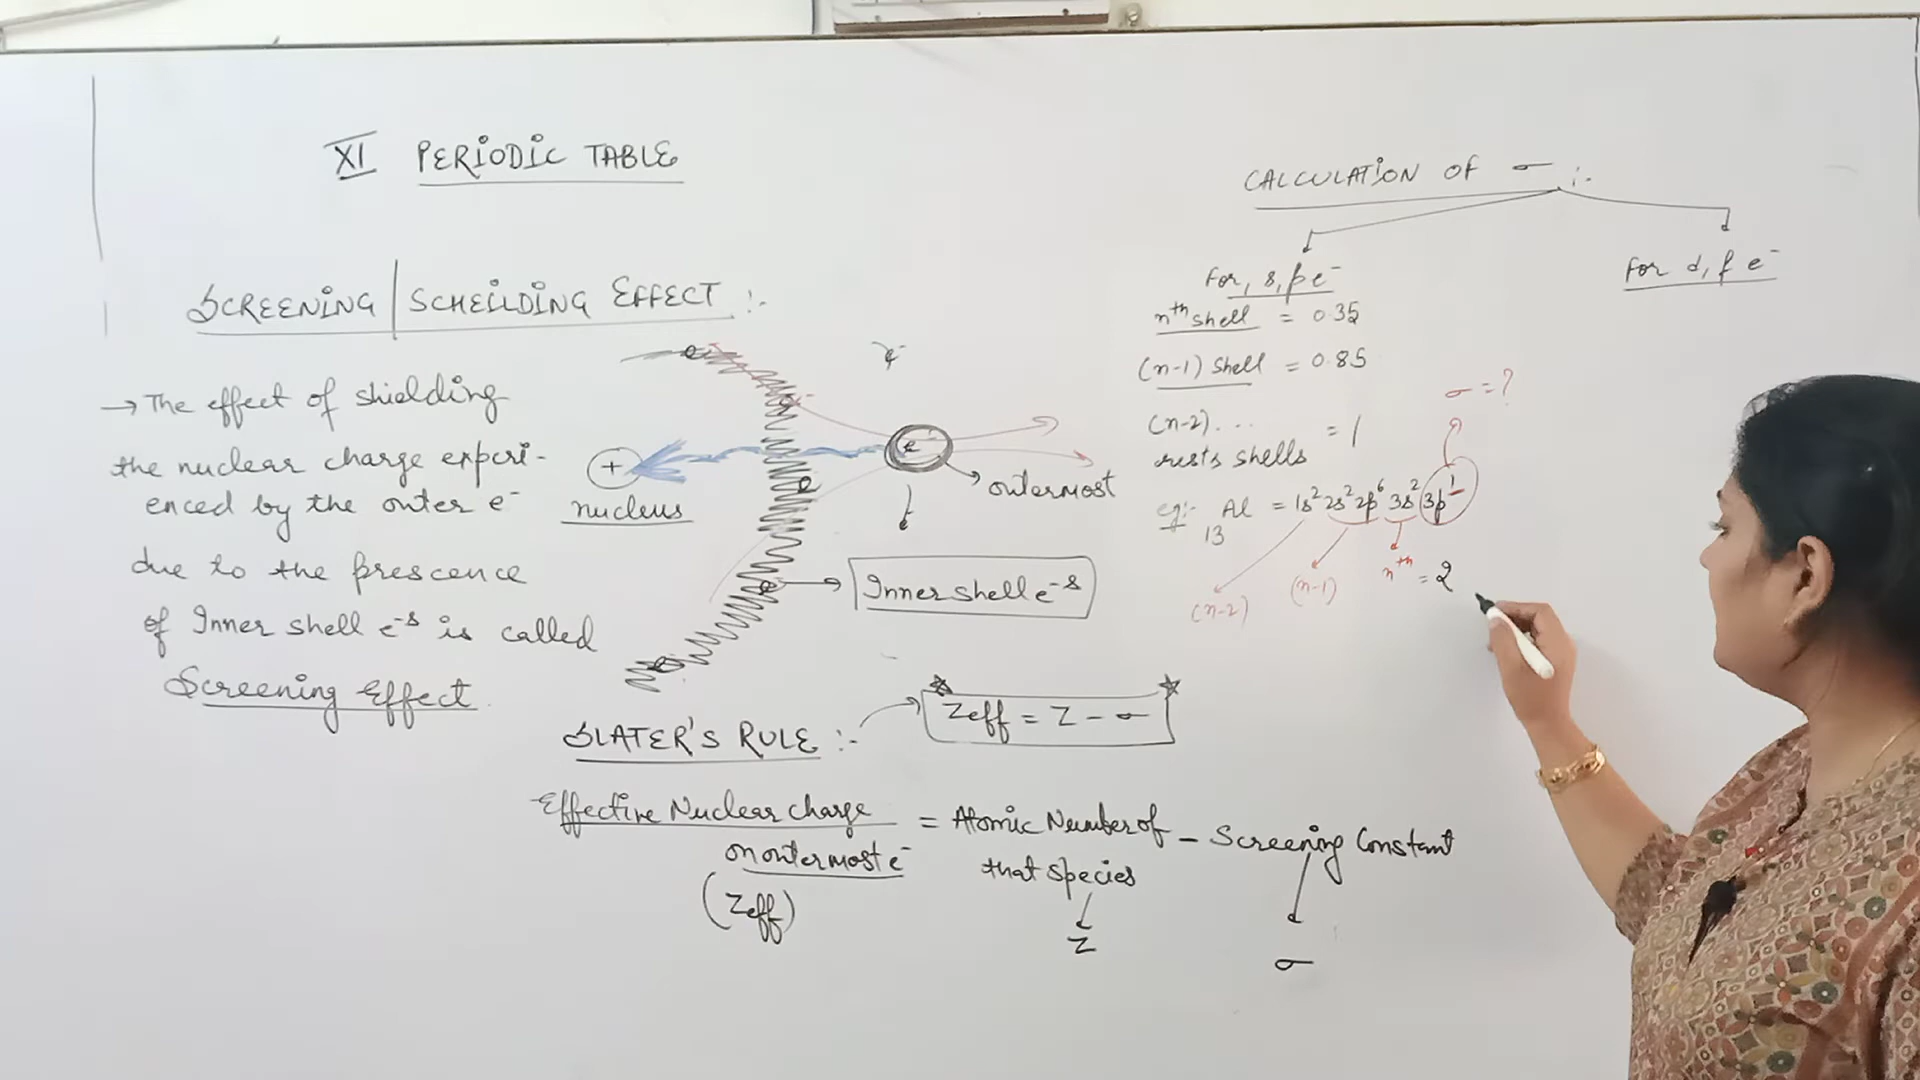 XI PERIODIC TABLE
SCREENING/SCHEILDING EFFECT :-
→ The effect of shielding
the nuclear charge experi-
enced by the outer e⁻
due to the prescence
of Inner shell e⁻ˢ is called
Screening Effect
e⁻
e⁻
e
e
e
e
+
nucleus
outermost
Inner shell e⁻ˢ
SLATER'S RULE :-
Zeff = Z - σ
Effective Nuclear charge
on outermost e⁻
(Zeff)
= Atomic Number of
that species
Z
- Screening Constant
σ
CALCULATION OF σ :-
For, s, p e⁻
nᵗʰ shell = 0.35
(n-1) shell = 0.85
(n-2)...
rests shells = 1
σ = ?
eg:- ₁₃Al = 1s² 2s² 2p⁶ 3s² 3p¹
(n-2)
(n-1)
nᵗʰ = 2
For d, f e⁻